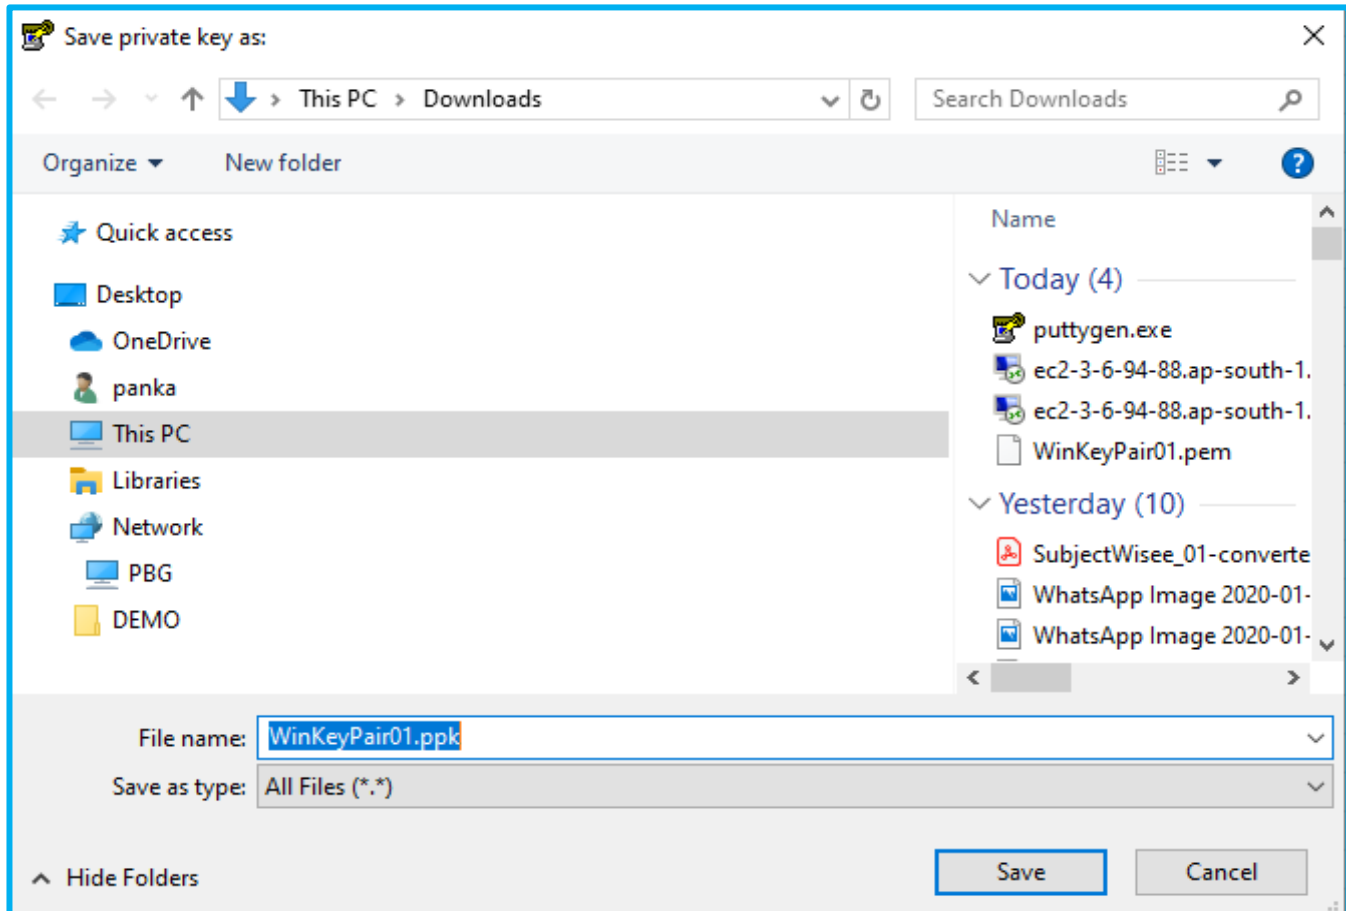 Save private key as:
This PC > Downloads
Search Downloads
Organize
New folder
?
Quick access
Desktop
OneDrive
panka
This PC
Libraries
Network
PBG
DEMO
Name
Today (4)
puttygen.exe
ec2-3-6-94-88.ap-south-1.
ec2-3-6-94-88.ap-south-1.
WinKeyPair01.pem
Yesterday (10)
SubjectWisee_01-converte
WhatsApp Image 2020-01-
WhatsApp Image 2020-01-
File name: WinKeyPair01.ppk
Save as type: All Files (*.*)
Hide Folders
Save
Cancel